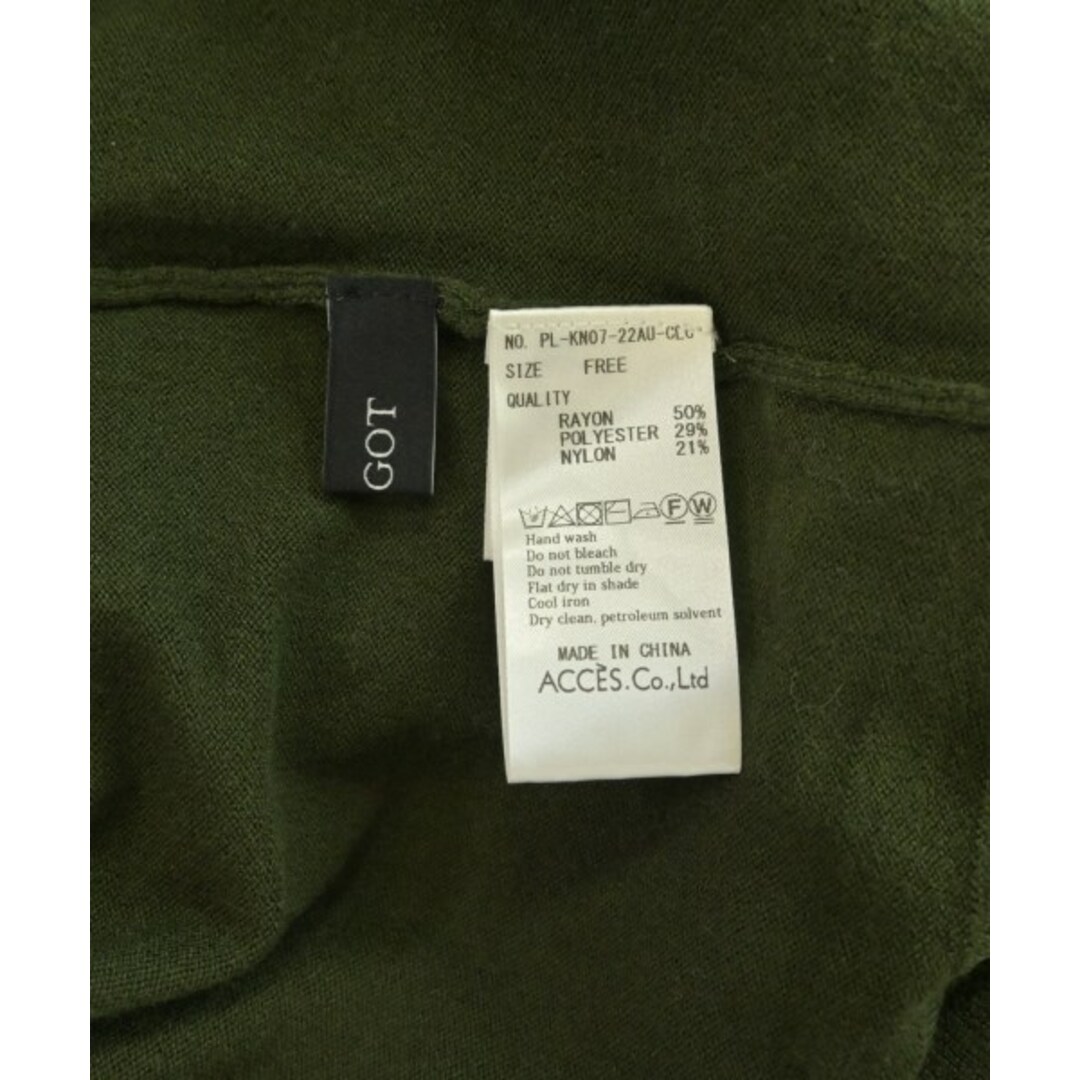 GOT
NO. PL-KN07-22AU-
SIZE FREE
QUALITY
RAYON 50%
POLYESTER 29%
NYLON 21%
F W
Hand wash
Do not bleach
Do not tumble dry
Flat dry in shade
Cool iron
Dry clean, petroleum solvent
MADE IN CHINA
ACCÈS.Co.,Ltd